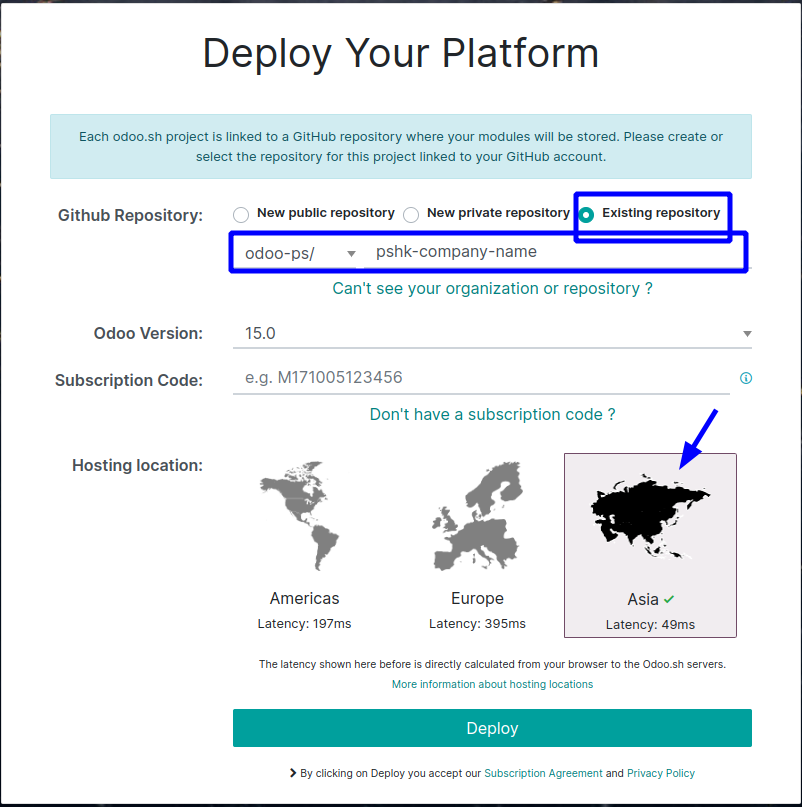 Deploy Your Platform
Each odoo.sh project is linked to a GitHub repository where your modules will be stored. Please create or
select the repository for this project linked to your GitHub account.
Github Repository: New public repository New private repository Existing repository
odoo-ps/ pshk-company-name
Can't see your organization or repository ?
Odoo Version: 15.0
Subscription Code: e.g. M171005123456
Don't have a subscription code ?
Hosting location:
Americas Europe Asia
Latency: 197ms Latency: 395ms Latency: 49ms
The latency shown here before is directly calculated from your browser to the Odoo.sh servers.
More information about hosting locations
Deploy
By clicking on Deploy you accept our Subscription Agreement and Privacy Policy